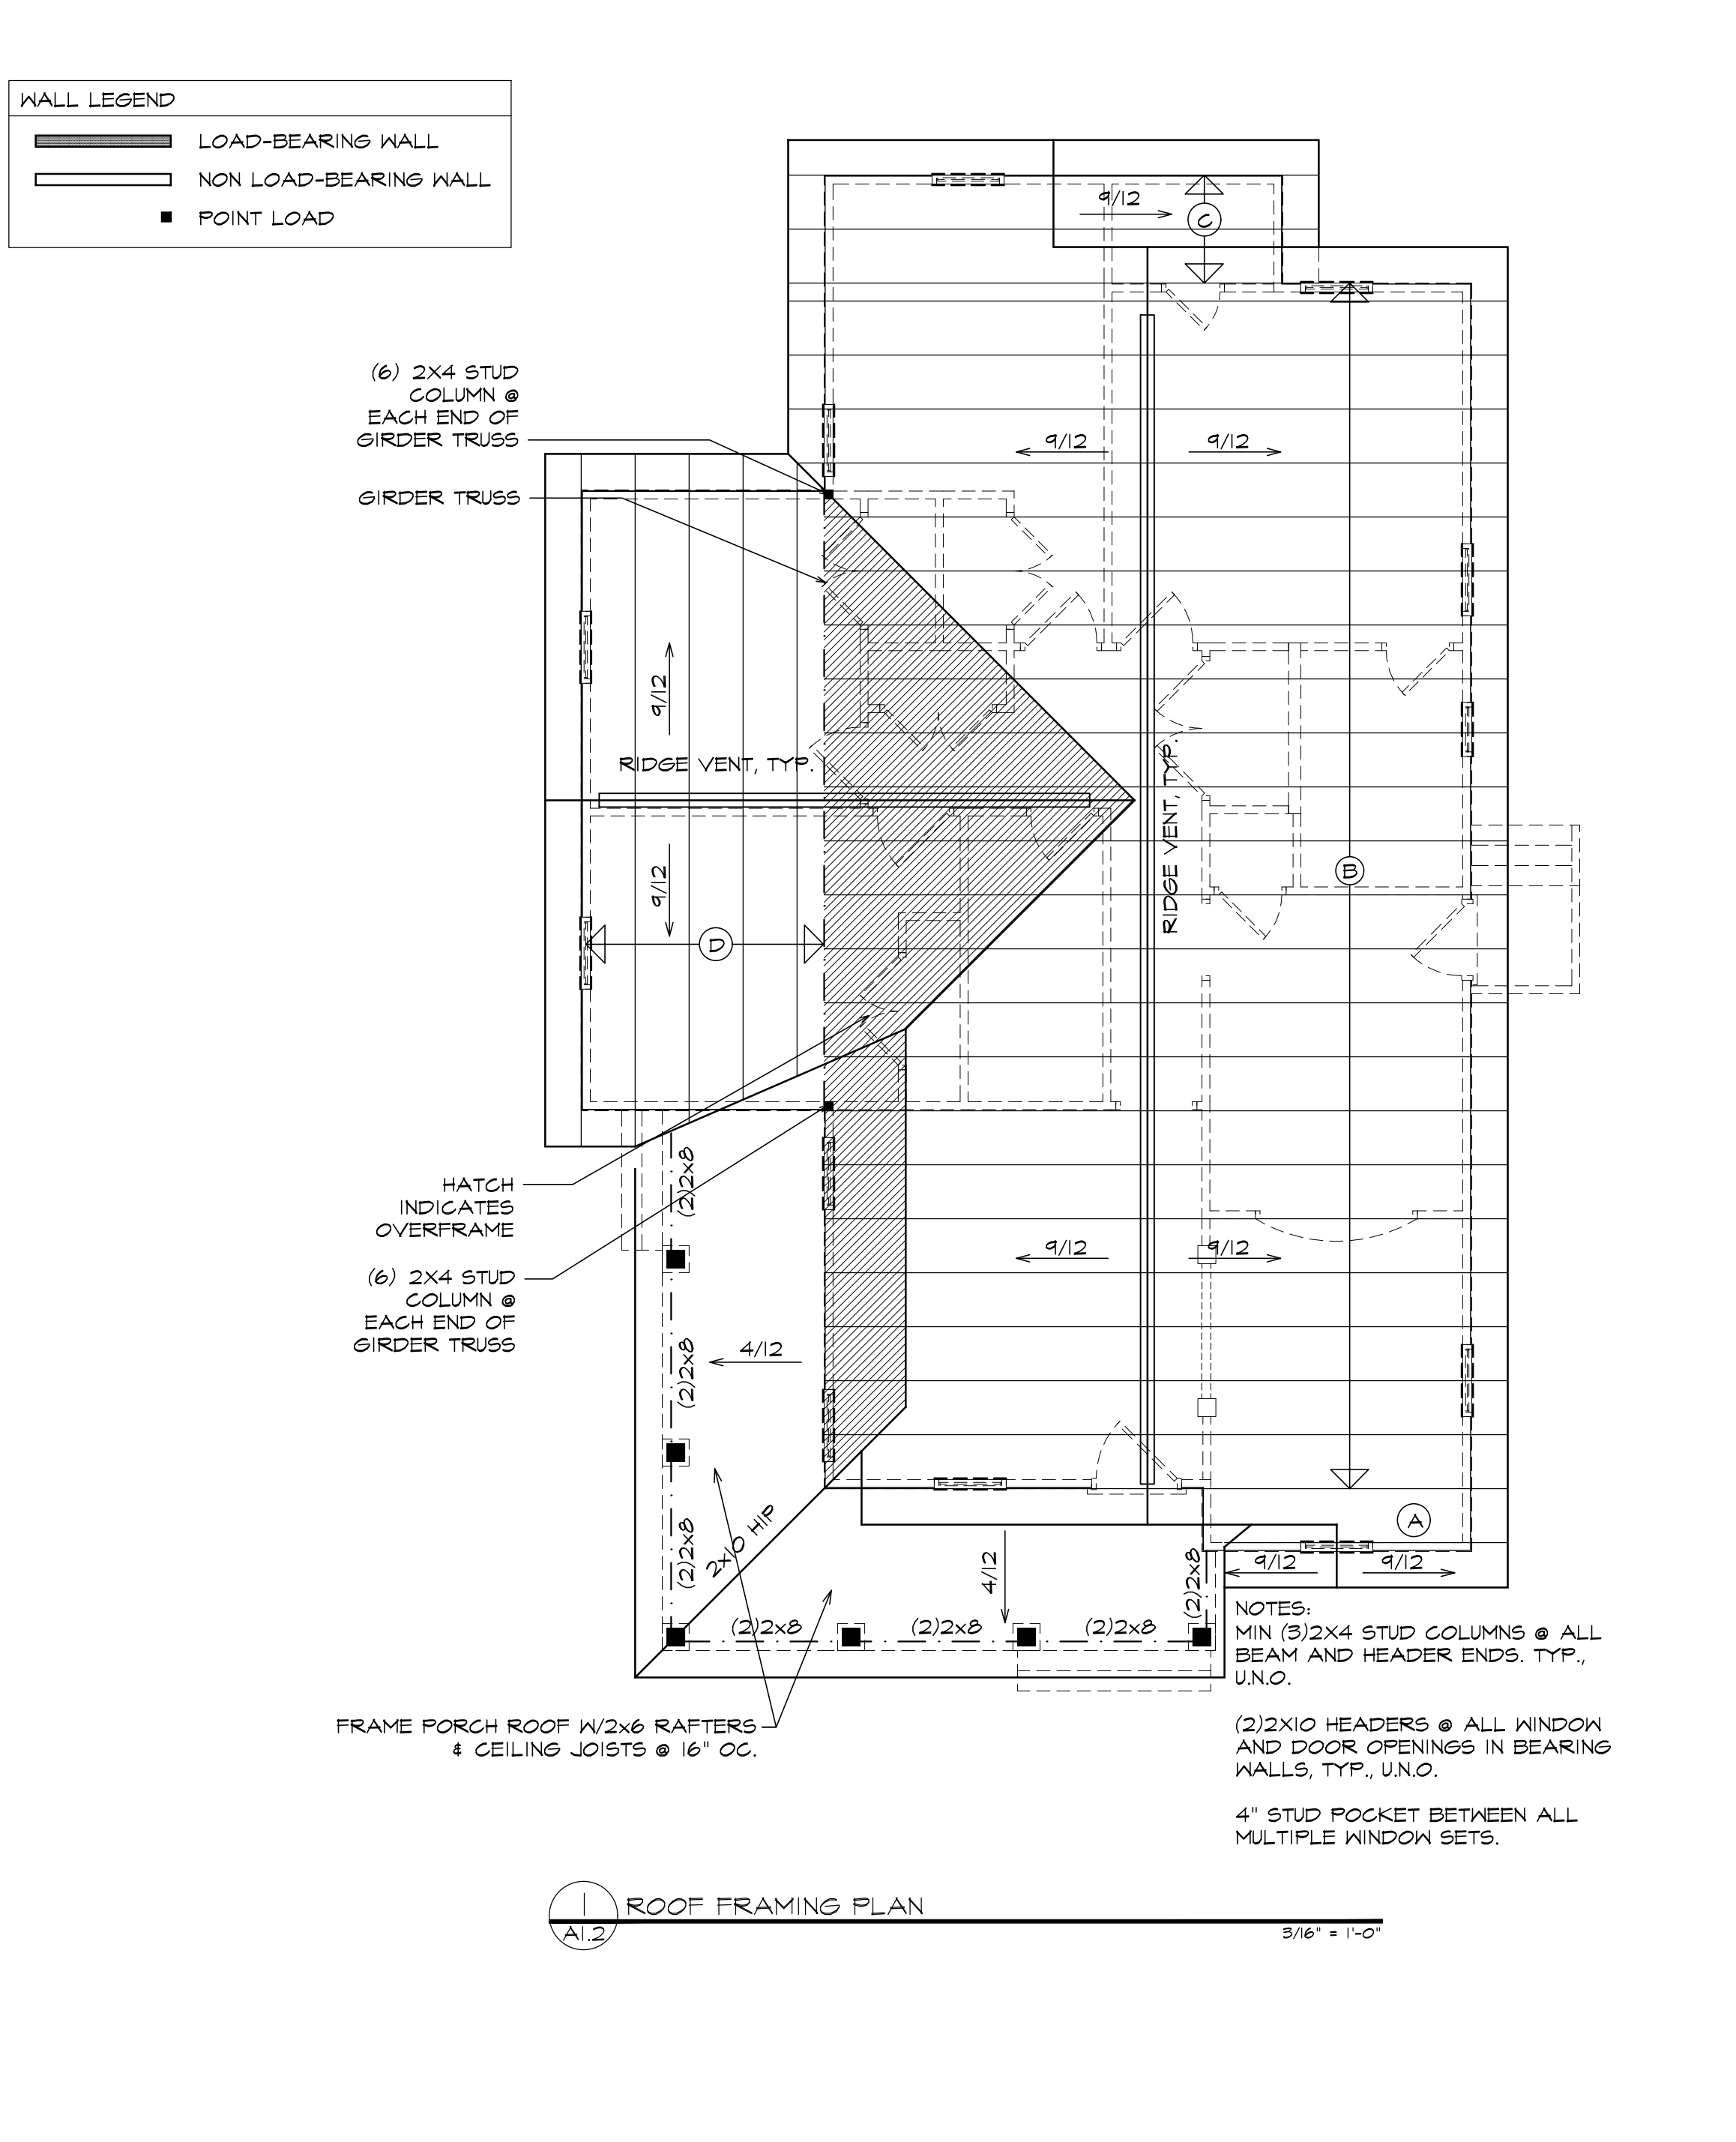 WALL LEGEND
LOAD-BEARING WALL
NON LOAD-BEARING WALL
POINT LOAD
9/12
C
(6) 2X4 STUD
COLUMN @
EACH END OF
GIRDER TRUSS
9/12
9/12
GIRDER TRUSS
9/12
RIDGE VENT, TYP.
RIDGE VENT, TYP.
9/12
B
D
(2)2x8
HATCH
INDICATES
OVERFRAME
9/12
9/12
(6) 2X4 STUD
COLUMN @
EACH END OF
GIRDER TRUSS
4/12
(2)2x8
A
2x10 HIP
(2)2x8
4/12
(2)2x8
9/12
9/12
(2)2x8
(2)2x8
(2)2x8
NOTES:
MIN (3)2X4 STUD COLUMNS @ ALL
BEAM AND HEADER ENDS. TYP.,
U.N.O.
(2)2X10 HEADERS @ ALL WINDOW
AND DOOR OPENINGS IN BEARING
WALLS, TYP., U.N.O.
4" STUD POCKET BETWEEN ALL
MULTIPLE WINDOW SETS.
FRAME PORCH ROOF W/2x6 RAFTERS
& CEILING JOISTS @ 16" OC.
1
ROOF FRAMING PLAN
A1.2
3/16" = 1'-0"